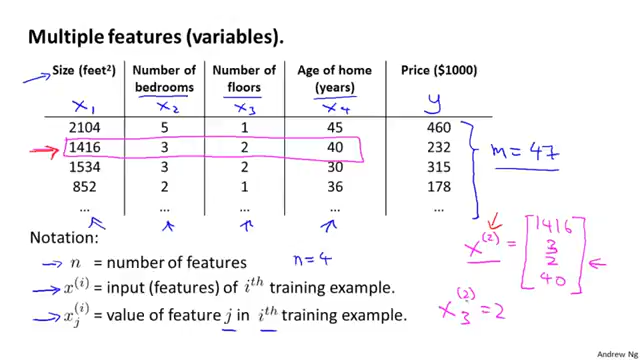 Multiple features (variables).
Size (feet²) Number of bedrooms Number of floors Age of home (years) Price ($1000)
x₁ x₂ x₃ x₄ y
2104 5 1 45 460
1416 3 2 40 232
1534 3 2 30 315
852 2 1 36 178
... ... ... ... ...
m = 47
Notation:
n = number of features n = 4
x⁽ⁱ⁾ = input (features) of iᵗʰ training example.
xⱼ⁽ⁱ⁾ = value of feature j in iᵗʰ training example.
x⁽²⁾ = [1416
3
2
40]
x₃⁽²⁾ = 2
Andrew Ng